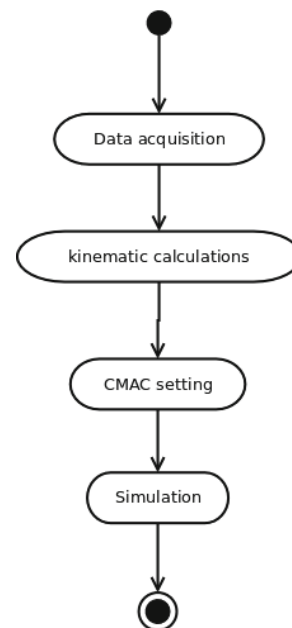 Data acquisition
kinematic calculations
CMAC setting
Simulation